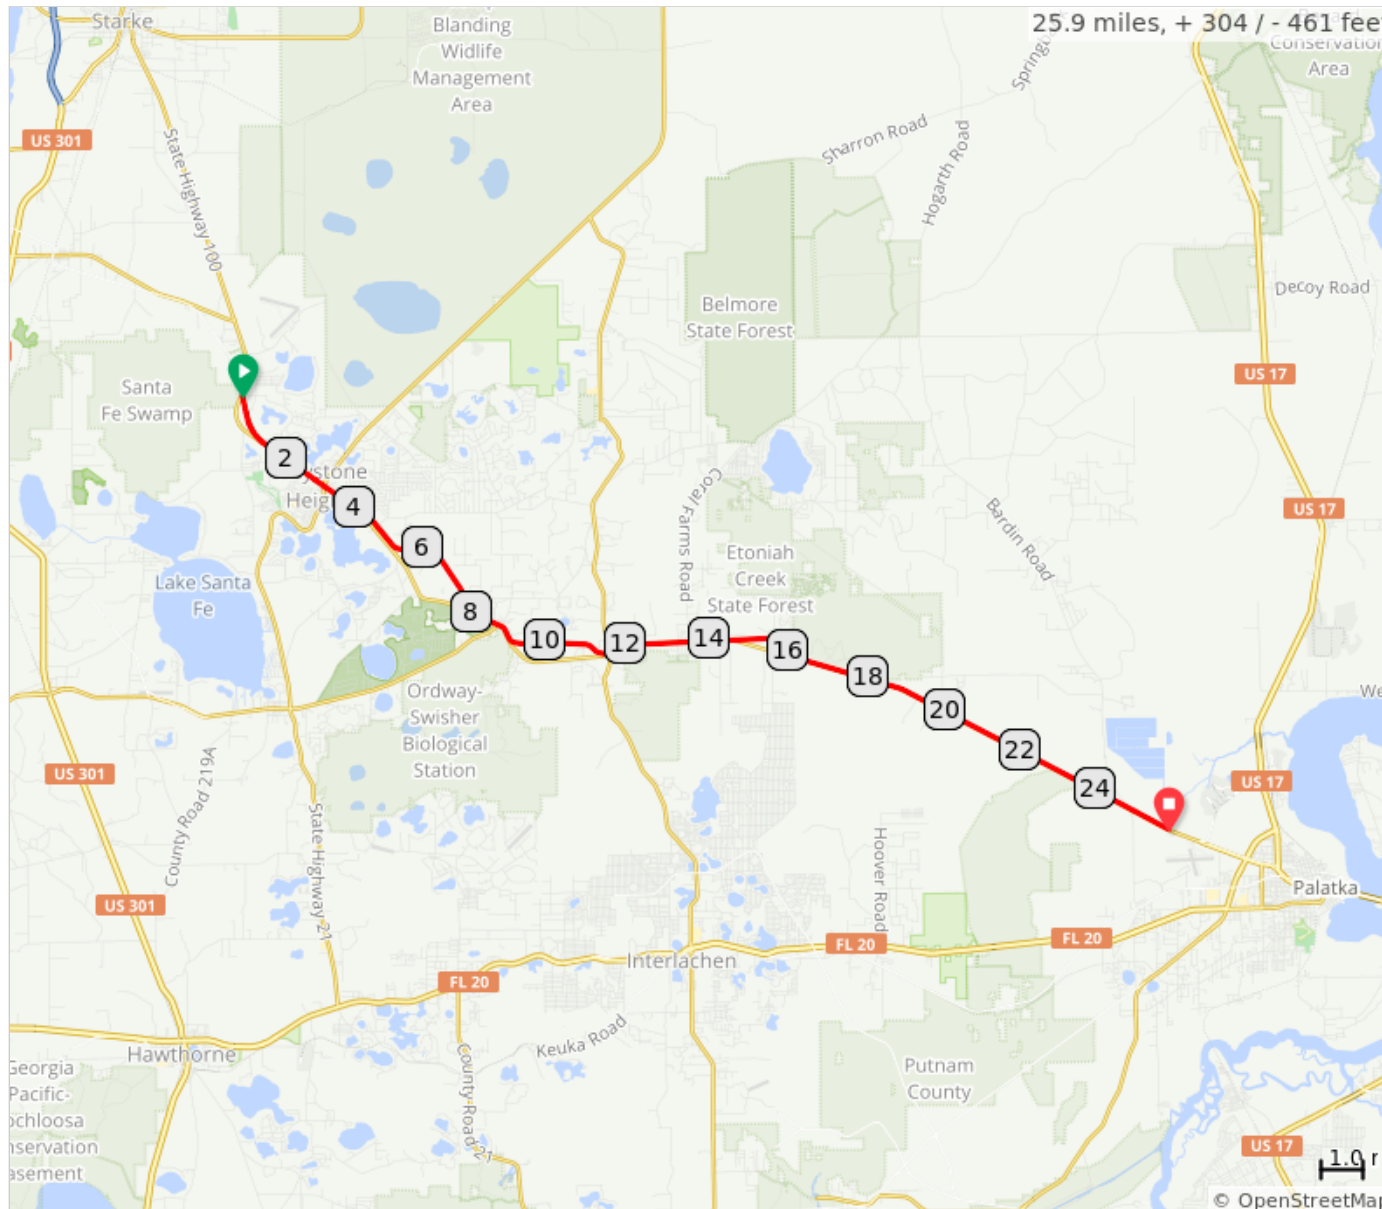 Starke
Blanding
Widlife
Management
Area
25.9 miles, + 304 / - 461 feet
Conservation
Area
US 301
State Highway 100
Sharron Road
Hogarth Road
Decoy Road
Belmore
State Forest
Santa
Fe Swamp
US 17
2
ystone
Heig
4
6
Coral Farms Road
US 17
Bardin Road
Etoniah
Creek
State Forest
Lake Santa
Fe
8
10
12
14
16
18
20
22
24
Ordway-
Swisher
Biological
Station
We
US 301
US 17
County Road 219A
State Highway 21
Hoover Road
Palatka
US 301
FL 20
FL 20
Interlachen
FL 20
Hawthorne
Keuka Road
County Road 21
Georgia
Pacific-
ochloosa
nservation
asement
Putnam
County
US 17
1.0
© OpenStreetMap